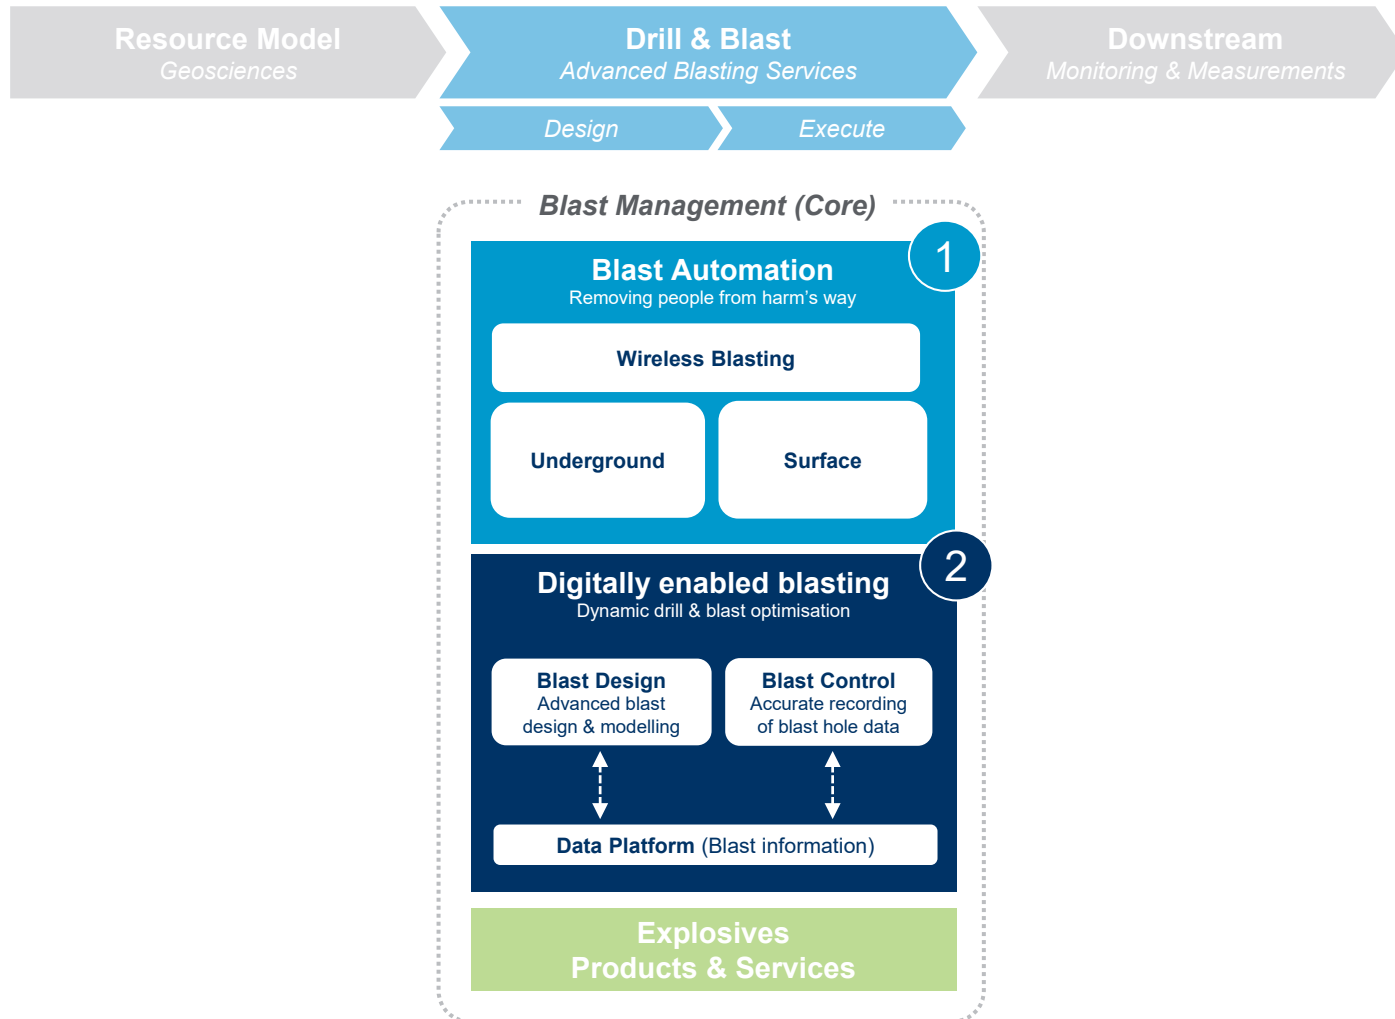 Resource Model
Geosciences
Drill & Blast
Advanced Blasting Services
Downstream
Monitoring & Measurements
Design
Execute
Blast Management (Core)
1
Blast Automation
Removing people from harm’s way
Wireless Blasting
Underground
Surface
2
Digitally enabled blasting
Dynamic drill & blast optimisation
Blast Design
Advanced blast
design & modelling
Blast Control
Accurate recording
of blast hole data
Data Platform (Blast information)
Explosives
Products & Services